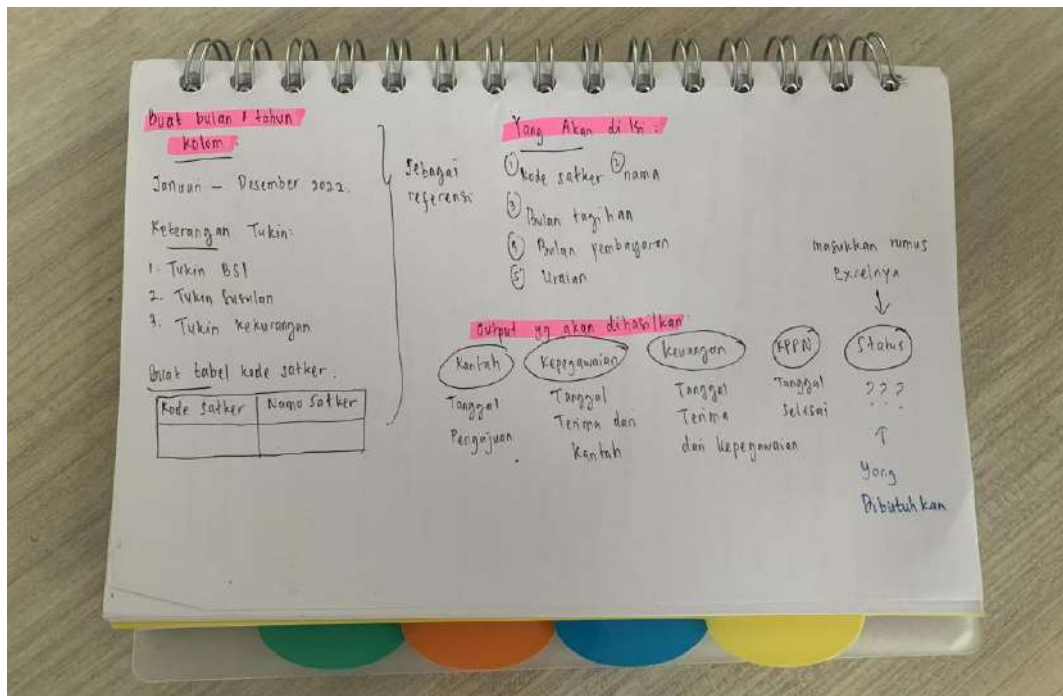 Buat bulan & tahun
kolom :
Januari - Desember 2022.
Keterangan Tukin:
1. Tukin BSI
2. Tukin Susulan
3. Tukin kekurangan
Buat tabel kode satker.
Kode Satker
Nama Satker
Sebagai
referensi
Yang Akan di Isi :
1 Kode satker 2 nama
3 Bulan tagihan
4 Bulan pembayaran
5 Uraian
Output yg akan dihasilkan:
Kantah
Tanggal
Pengajuan
Kepegawaian
Tanggal
Terima dari
Kantah
Keuangan
Tanggal
Terima
dari Kepegawaian
KPPN
Tanggal
Selesai
masukkan rumus
Excelnya
Status
? ? ?
Yang
Dibutuhkan